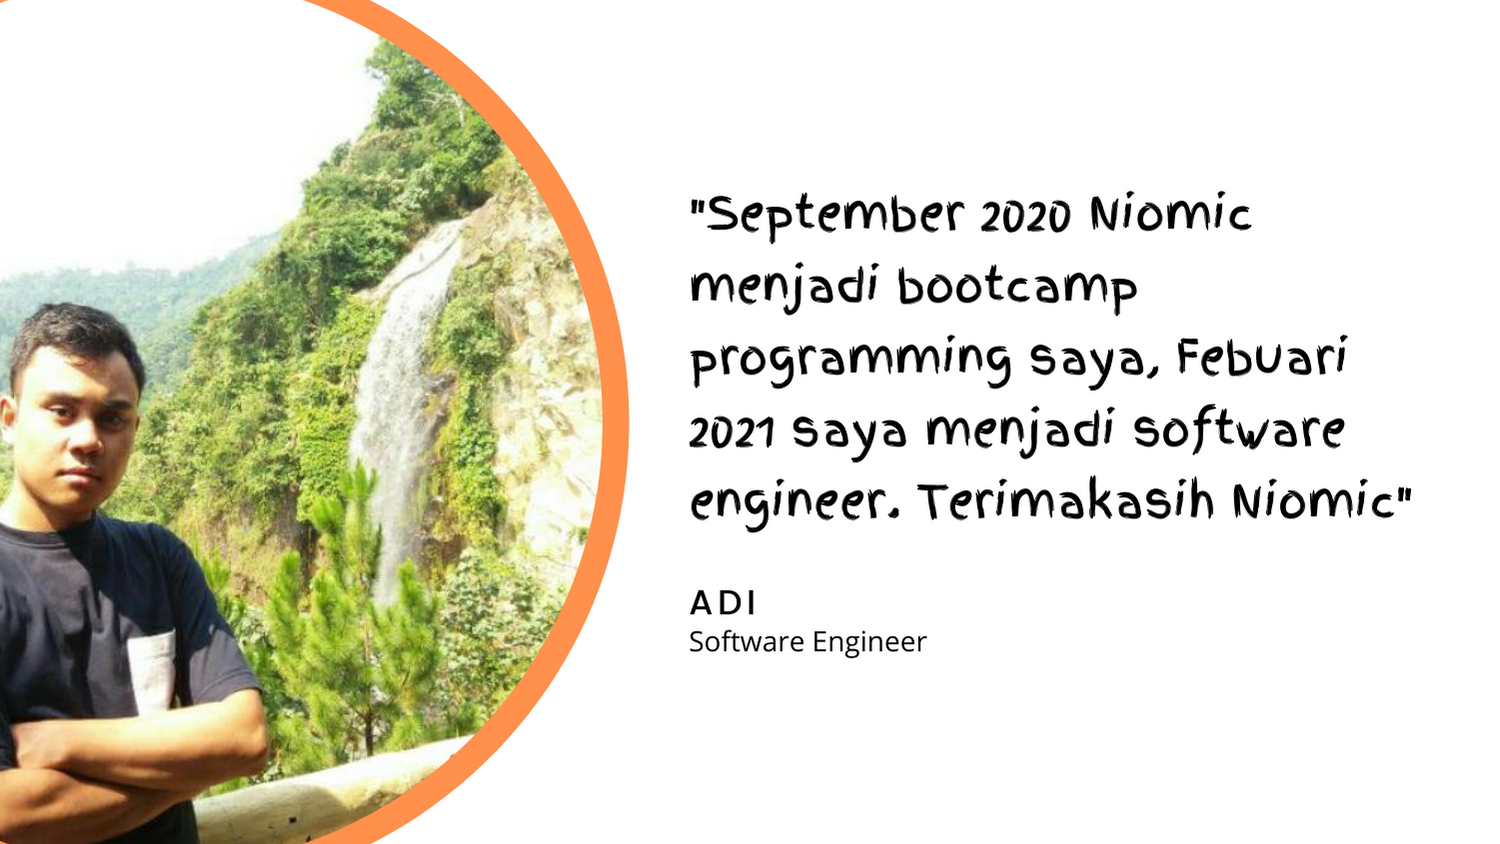 "September 2020 Niomic
menjadi bootcamp
programming saya, Febuari
2021 saya menjadi software
engineer. Terimakasih Niomic"
ADI
Software Engineer